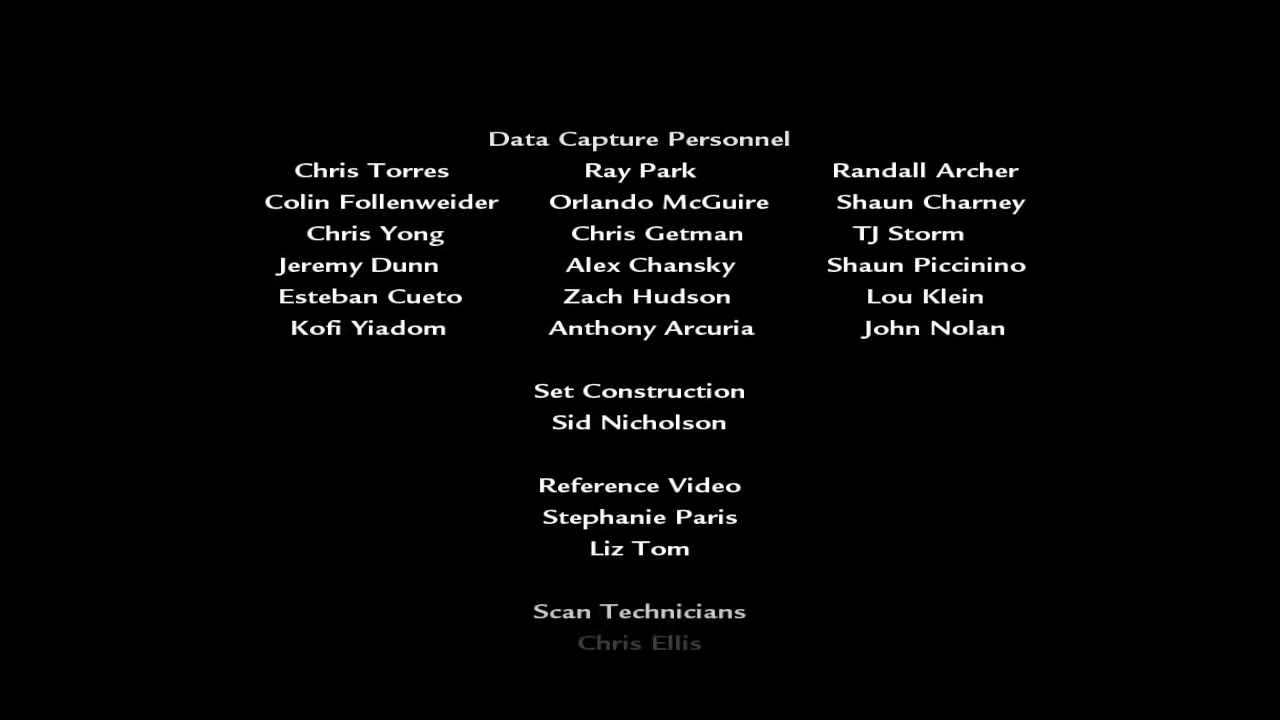 Data Capture Personnel
Chris Torres Ray Park Randall Archer
Colin Follenweider Orlando McGuire Shaun Charney
Chris Yong Chris Getman TJ Storm
Jeremy Dunn Alex Chansky Shaun Piccinino
Esteban Cueto Zach Hudson Lou Klein
Kofi Yiadom Anthony Arcuria John Nolan
Set Construction
Sid Nicholson
Reference Video
Stephanie Paris
Liz Tom
Scan Technicians
Chris Ellis